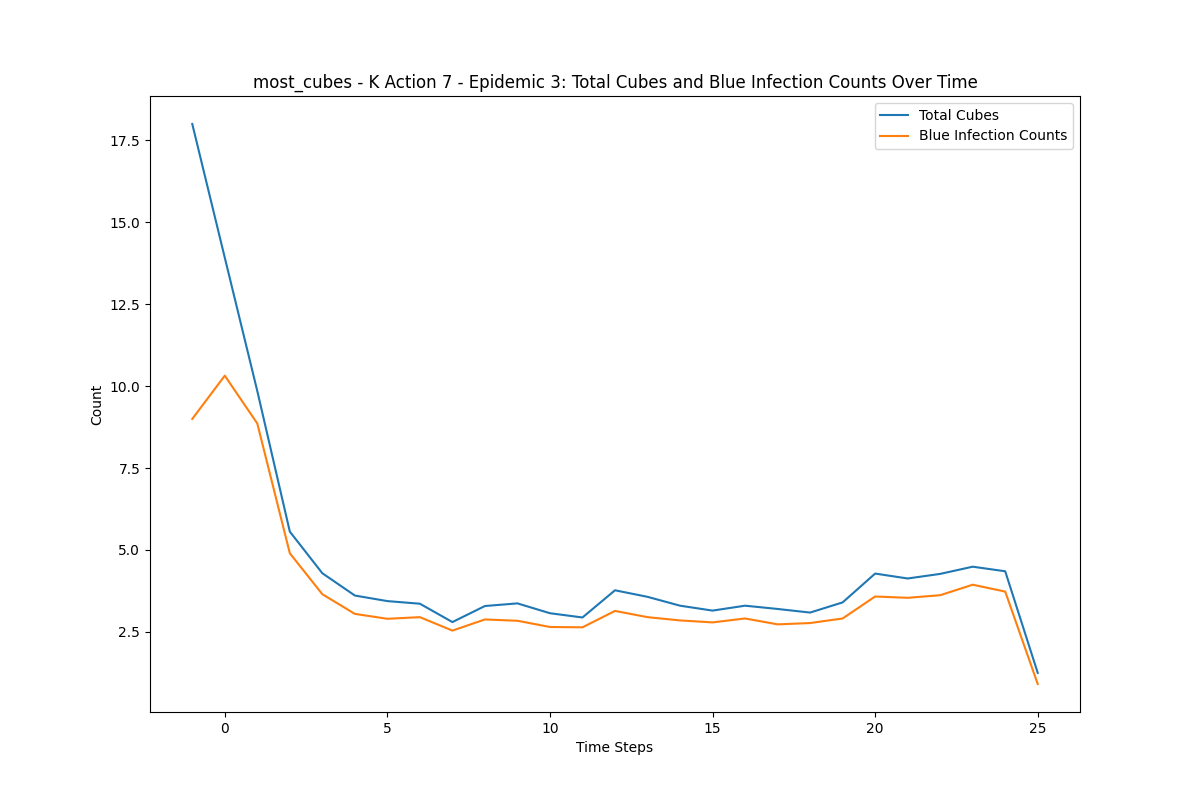 most_cubes - K Action 7 - Epidemic 3: Total Cubes and Blue Infection Counts Over Time
Total Cubes
Blue Infection Counts
17.5
15.0
12.5
10.0
7.5
5.0
2.5
Count
0 5 10 15 20 25
Time Steps